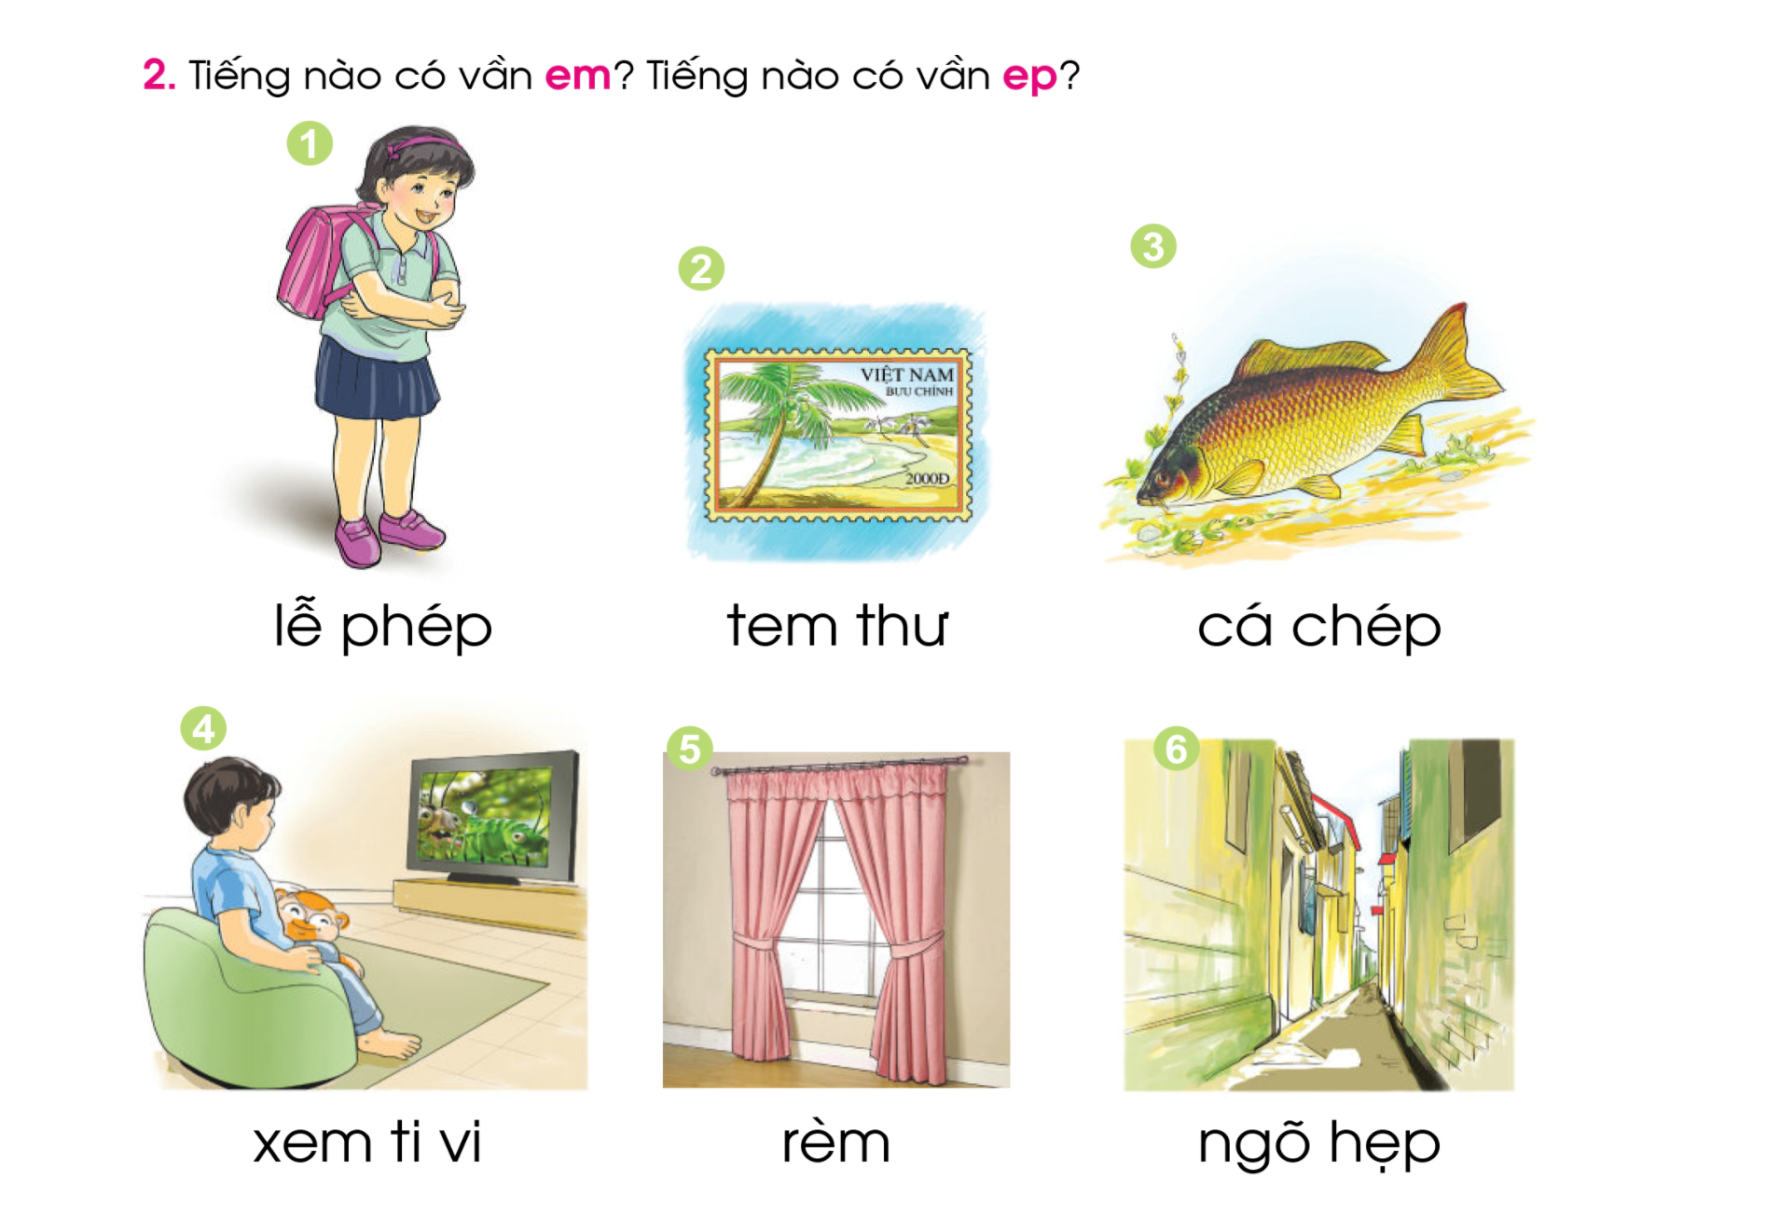 2. Tiếng nào có vần em? Tiếng nào có vần ep?
1
2
3
VIỆT NAM
BƯU CHÍNH
2000Đ
lễ phép
tem thư
cá chép
4
5
6
xem ti vi
rèm
ngõ hẹp